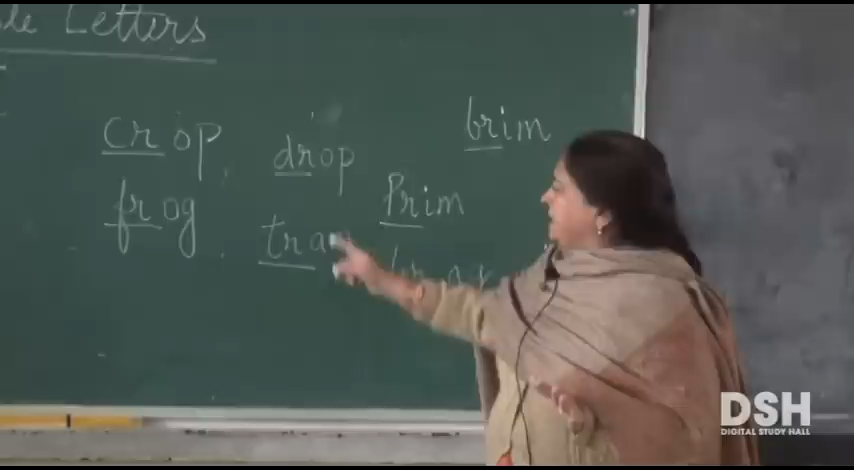 Letters
crop, drop
brim
frog, Prim
DSH
DIGITAL STUDY HALL